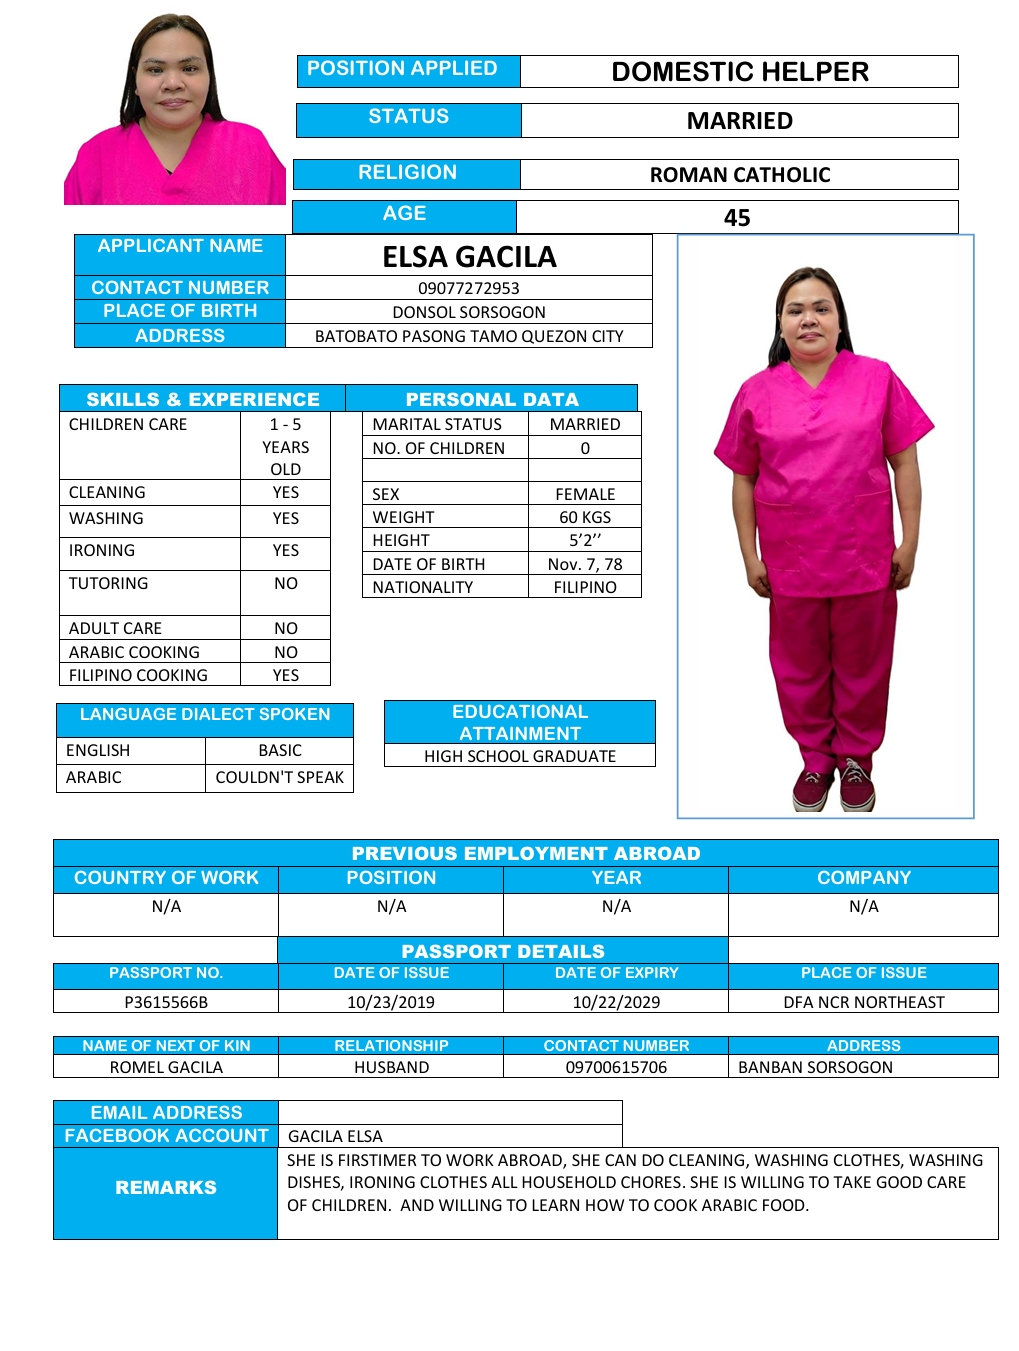 POSITION APPLIED DOMESTIC HELPER
STATUS MARRIED
RELIGION ROMAN CATHOLIC
AGE 45
APPLICANT NAME ELSA GACILA
CONTACT NUMBER 09077272953
PLACE OF BIRTH DONSOL SORSOGON
ADDRESS BATOBATO PASONG TAMO QUEZON CITY
SKILLS & EXPERIENCE
CHILDREN CARE 1 - 5
YEARS
OLD
CLEANING YES
WASHING YES
IRONING YES
TUTORING NO
ADULT CARE NO
ARABIC COOKING NO
FILIPINO COOKING YES
PERSONAL DATA
MARITAL STATUS MARRIED
NO. OF CHILDREN 0
SEX FEMALE
WEIGHT 60 KGS
HEIGHT 5’2’’
DATE OF BIRTH Nov. 7, 78
NATIONALITY FILIPINO
LANGUAGE DIALECT SPOKEN
ENGLISH BASIC
ARABIC COULDN'T SPEAK
EDUCATIONAL
ATTAINMENT
HIGH SCHOOL GRADUATE
PREVIOUS EMPLOYMENT ABROAD
COUNTRY OF WORK POSITION YEAR COMPANY
N/A N/A N/A N/A
PASSPORT DETAILS
PASSPORT NO. DATE OF ISSUE DATE OF EXPIRY PLACE OF ISSUE
P3615566B 10/23/2019 10/22/2029 DFA NCR NORTHEAST
NAME OF NEXT OF KIN RELATIONSHIP CONTACT NUMBER ADDRESS
ROMEL GACILA HUSBAND 09700615706 BANBAN SORSOGON
EMAIL ADDRESS
FACEBOOK ACCOUNT GACILA ELSA
REMARKS
SHE IS FIRSTIMER TO WORK ABROAD, SHE CAN DO CLEANING, WASHING CLOTHES, WASHING
DISHES, IRONING CLOTHES ALL HOUSEHOLD CHORES. SHE IS WILLING TO TAKE GOOD CARE
OF CHILDREN.  AND WILLING TO LEARN HOW TO COOK ARABIC FOOD.